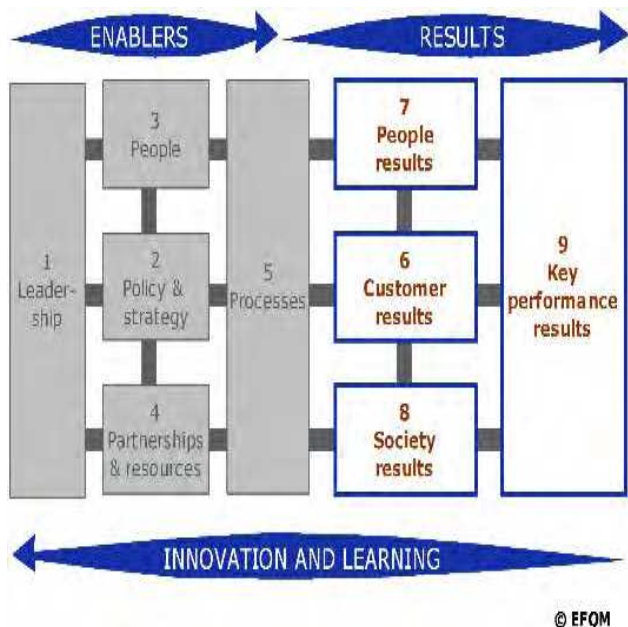 ENABLERS
RESULTS
1
Leader-
ship
3
People
2
Policy &
strategy
4
Partnerships
& resources
5
Processes
7
People
results
6
Customer
results
8
Society
results
9
Key
performance
results
INNOVATION AND LEARNING
© EFQM